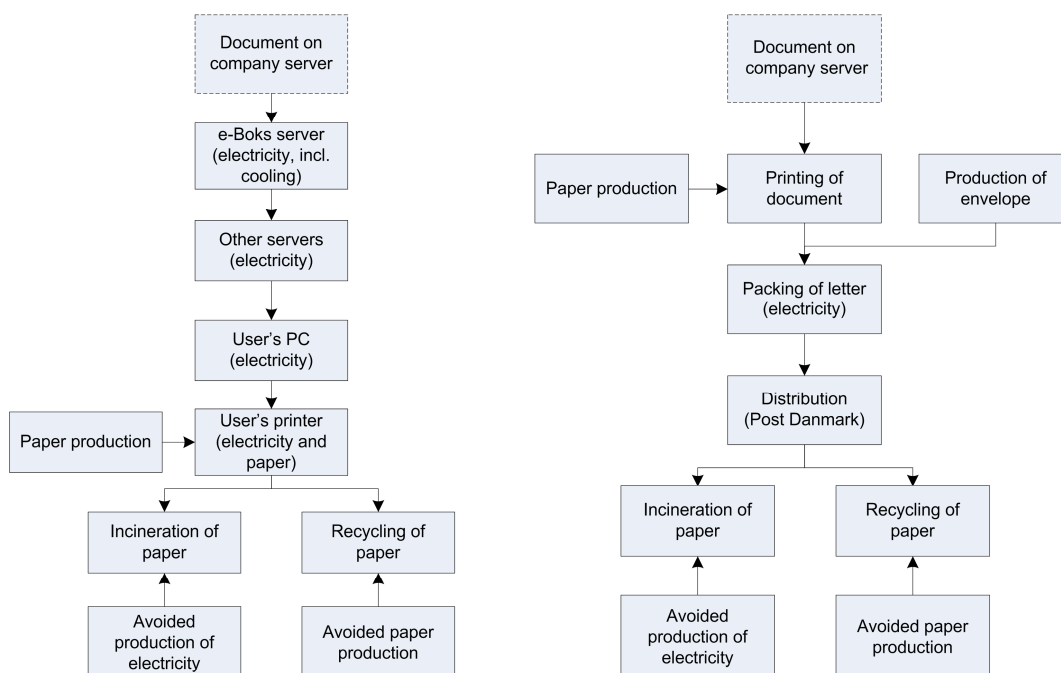 Document on
company server
e-Boks server
(electricity, incl.
cooling)
Other servers
(electricity)
User's PC
(electricity)
Paper production
User's printer
(electricity and
paper)
Incineration of
paper
Recycling of
paper
Avoided
production of
electricity
Avoided paper
production
Document on
company server
Paper production
Printing of
document
Production of
envelope
Packing of letter
(electricity)
Distribution
(Post Danmark)
Incineration of
paper
Recycling of
paper
Avoided
production of
electricity
Avoided paper
production